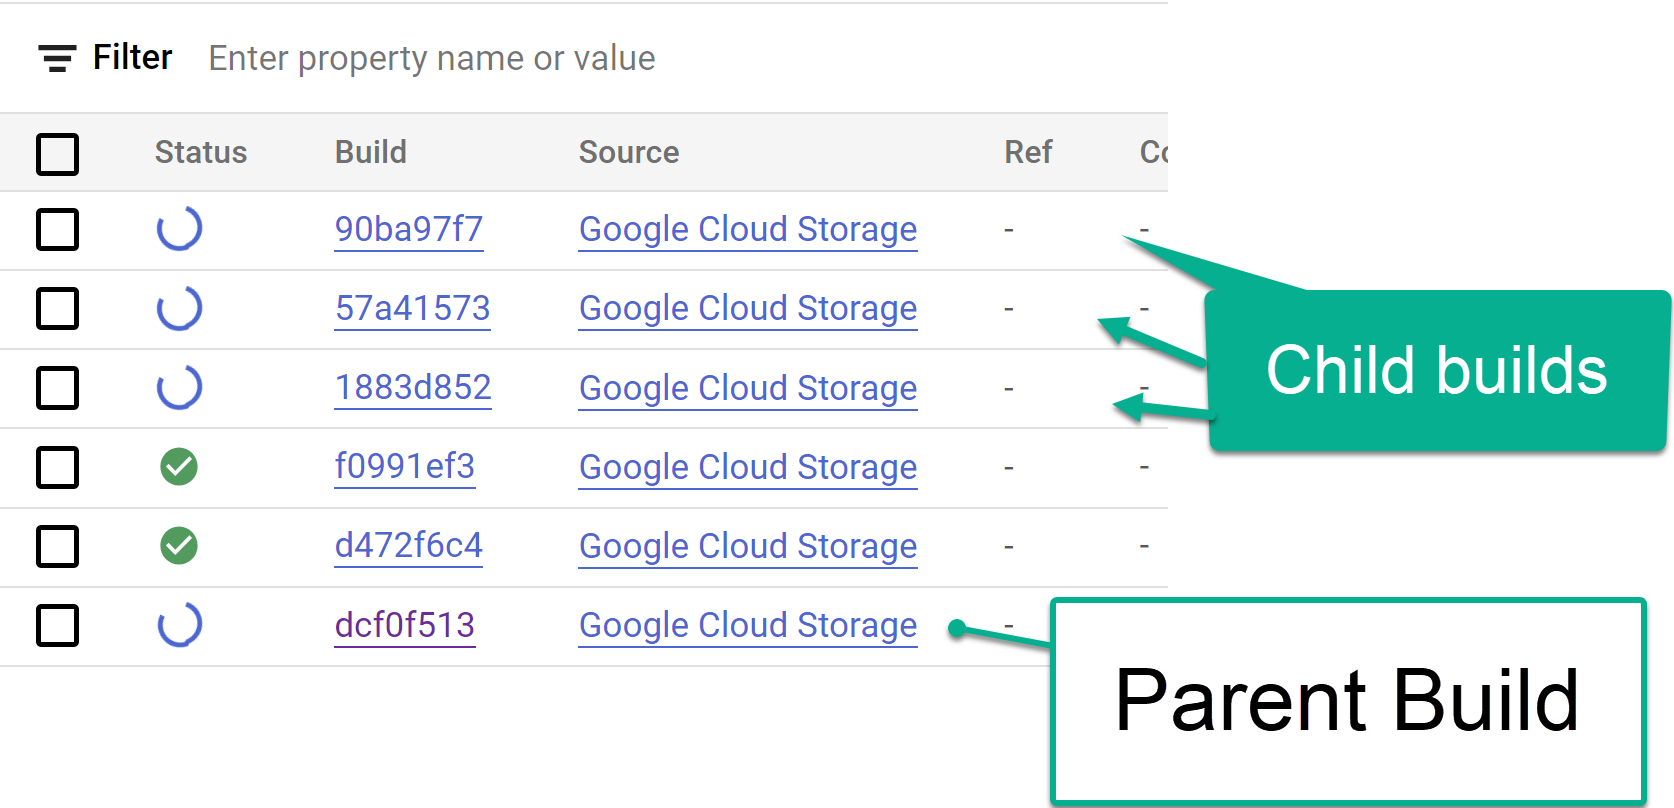 Filter Enter property name or value
Status Build Source Ref Co
90ba97f7 Google Cloud Storage - -
57a41573 Google Cloud Storage - -
1883d852 Google Cloud Storage - -
f0991ef3 Google Cloud Storage - -
d472f6c4 Google Cloud Storage - -
dcf0f513 Google Cloud Storage -
Child builds
Parent Build